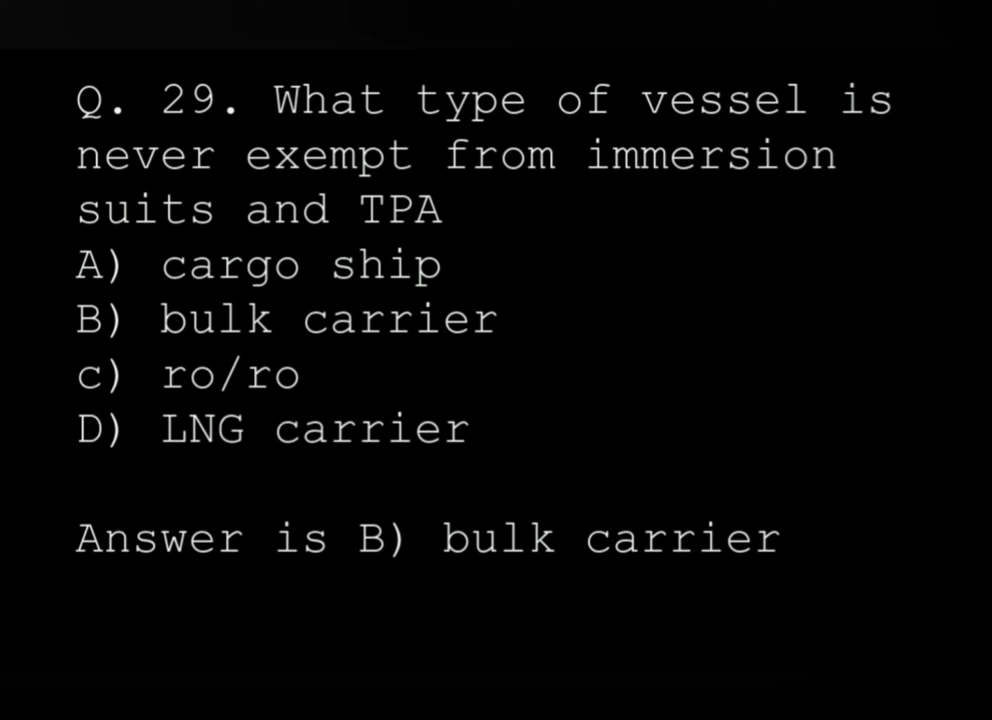 Q. 29. What type of vessel is
never exempt from immersion
suits and TPA
A) cargo ship
B) bulk carrier
c) ro/ro
D) LNG carrier
Answer is B) bulk carrier